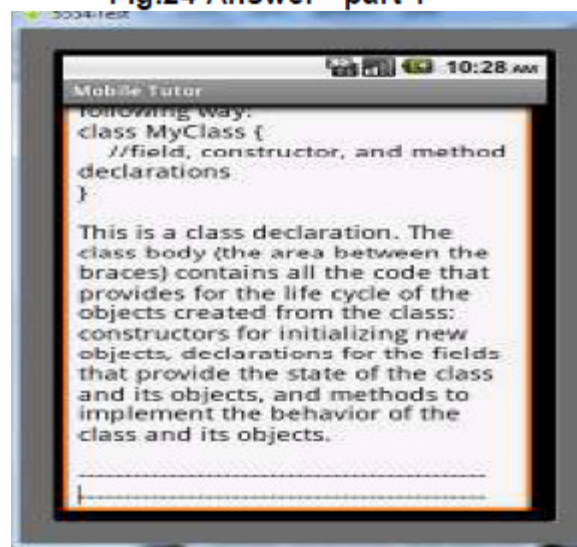 Fig.24 Answer - part 1
5554:Test
10:28 AM
Mobile Tutor
following way:
class MyClass {
//field, constructor, and method
declarations
}
This is a class declaration. The
class body (the area between the
braces) contains all the code that
provides for the life cycle of the
objects created from the class:
constructors for initializing new
objects, declarations for the fields
that provide the state of the class
and its objects, and methods to
implement the behavior of the
class and its objects.